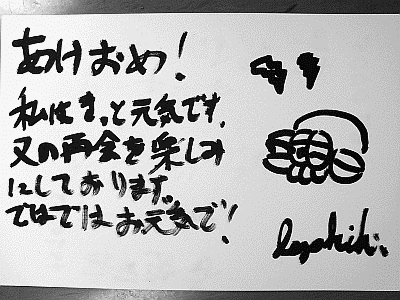 あけおめ!
私はきっと元気です.
又の再会を楽しみ
にしております。
ではではお元気で!